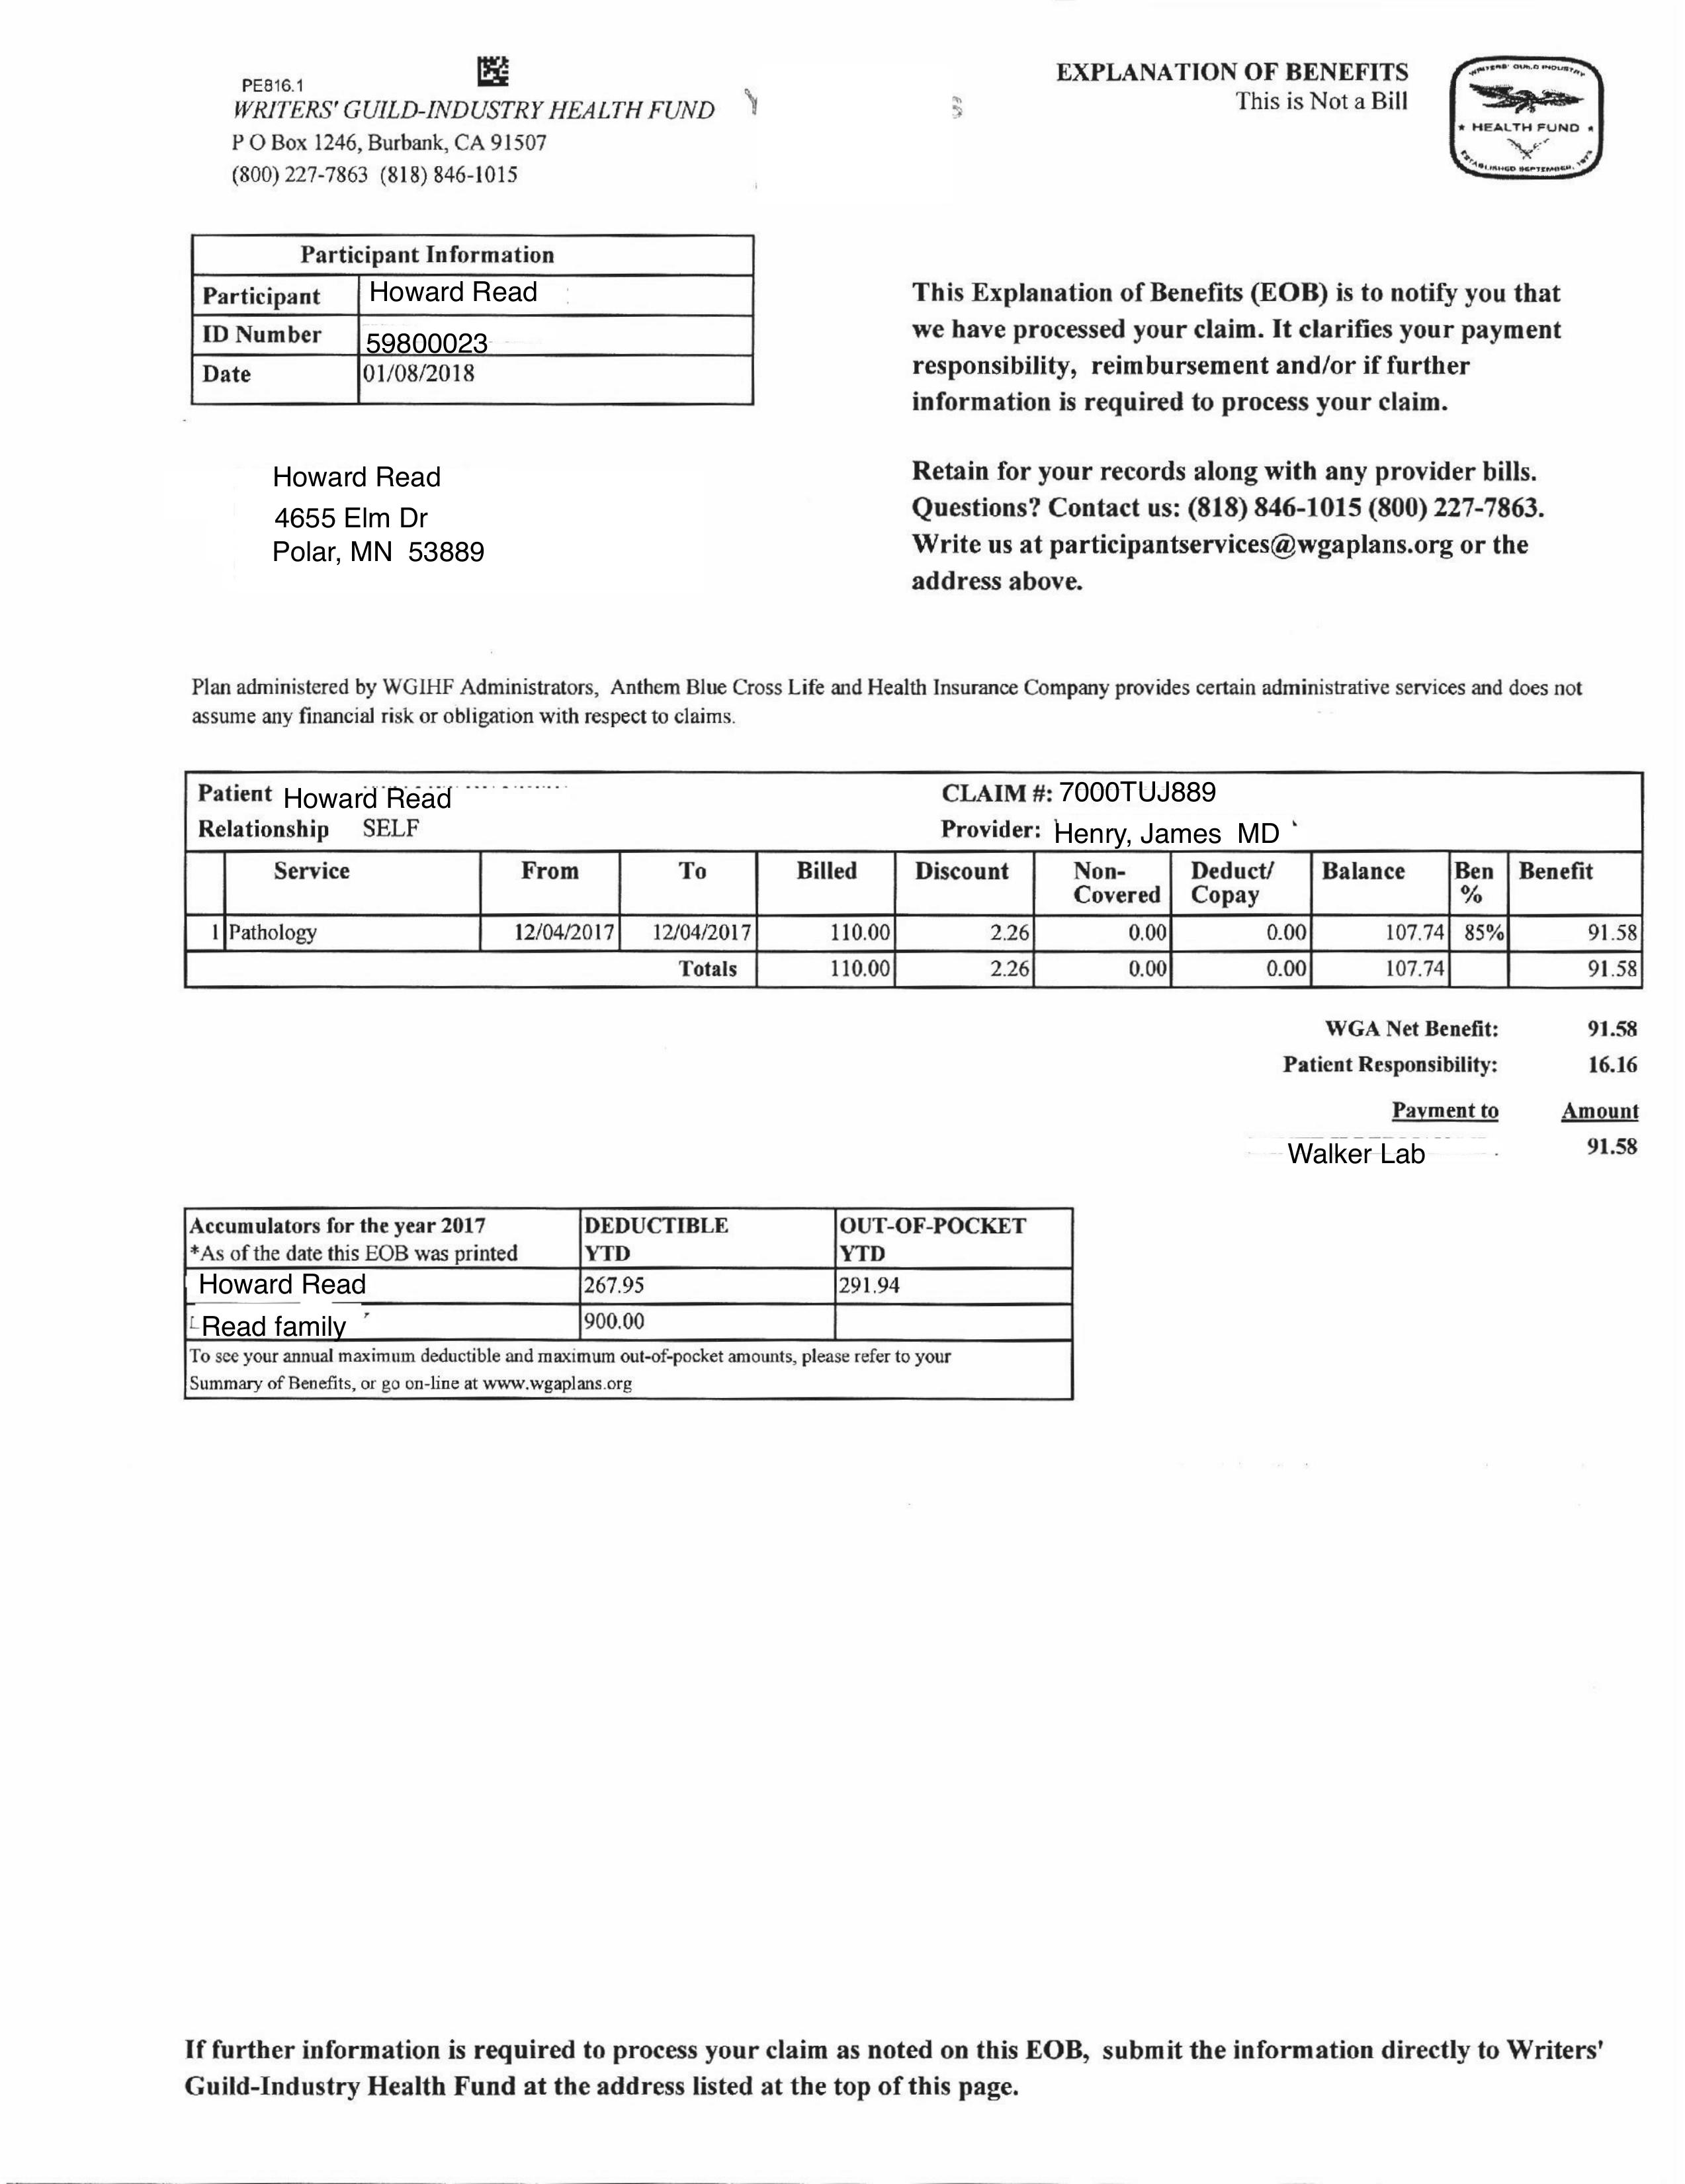 PE816.1
WRITERS' GUILD-INDUSTRY HEALTH FUND
P O Box 1246, Burbank, CA 91507
(800) 227-7863 (818) 846-1015
EXPLANATION OF BENEFITS
This is Not a Bill
WRITERS' GUILD INDUSTRY
* HEALTH FUND *
ESTABLISHED SEPTEMBER, 1973
Participant Information
Participant Howard Read
ID Number 59800023
Date 01/08/2018
Howard Read
4655 Elm Dr
Polar, MN 53889
This Explanation of Benefits (EOB) is to notify you that
we have processed your claim. It clarifies your payment
responsibility, reimbursement and/or if further
information is required to process your claim.
Retain for your records along with any provider bills.
Questions? Contact us: (818) 846-1015 (800) 227-7863.
Write us at participantservices@wgaplans.org or the
address above.
Plan administered by WGIHF Administrators, Anthem Blue Cross Life and Health Insurance Company provides certain administrative services and does not
assume any financial risk or obligation with respect to claims.
Patient Howard Read CLAIM #: 7000TUJ889
Relationship SELF Provider: Henry, James MD
Service From To Billed Discount Non-Covered Deduct/Copay Balance Ben % Benefit
1 Pathology 12/04/2017 12/04/2017 110.00 2.26 0.00 0.00 107.74 85% 91.58
Totals 110.00 2.26 0.00 0.00 107.74 91.58
WGA Net Benefit: 91.58
Patient Responsibility: 16.16
Payment to Amount
Walker Lab 91.58
Accumulators for the year 2017 DEDUCTIBLE OUT-OF-POCKET
*As of the date this EOB was printed YTD YTD
Howard Read 267.95 291.94
Read family 900.00
To see your annual maximum deductible and maximum out-of-pocket amounts, please refer to your
Summary of Benefits, or go on-line at www.wgaplans.org
If further information is required to process your claim as noted on this EOB, submit the information directly to Writers'
Guild-Industry Health Fund at the address listed at the top of this page.